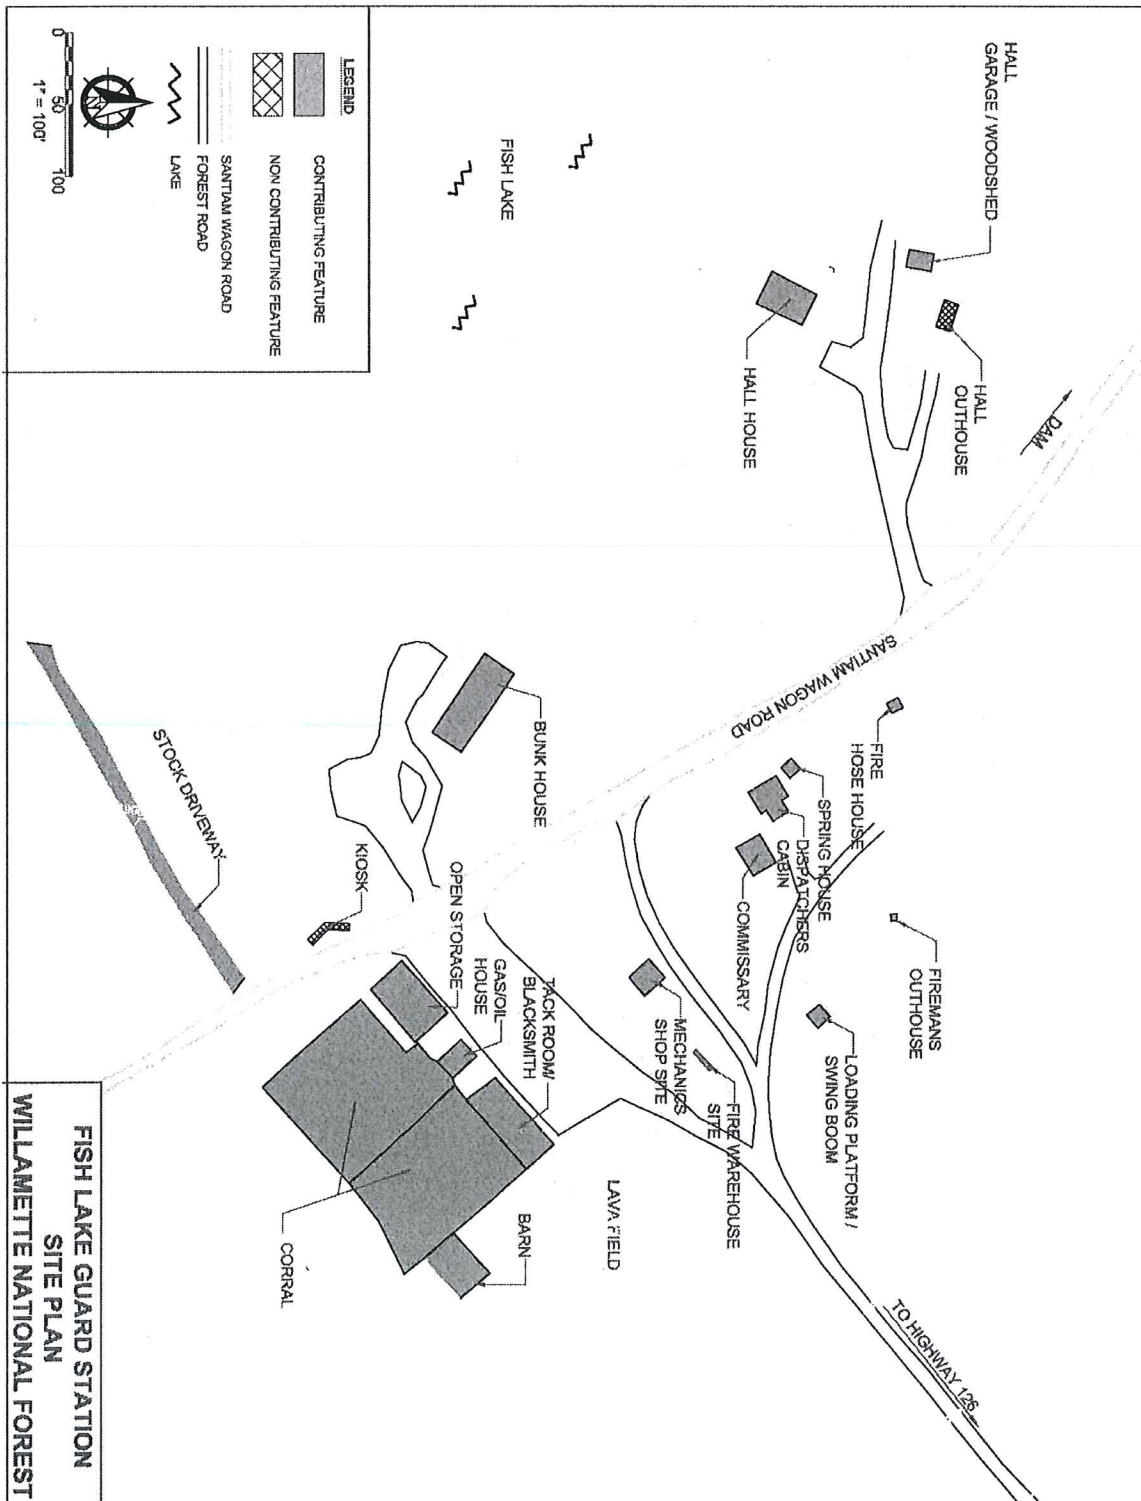 HALL
GARAGE / WOODSHED
HALL
OUTHOUSE
HALL HOUSE
DAM
FISH LAKE
SANTIAM WAGON ROAD
FIRE
HOSE HOUSE
SPRING HOUSE
DISPATCHERS
CABIN
COMMISSARY
FIREMANS
OUTHOUSE
LOADING PLATFORM /
SWING BOOM
MECHANICS
SHOP SITE
FIRE WAREHOUSE
SITE
TO HIGHWAY 126
BUNK HOUSE
KIOSK
STOCK DRIVEWAY
OPEN STORAGE
GAS/OIL
HOUSE
TACK ROOM/
BLACKSMITH
LAVA FIELD
BARN
CORRAL
LEGEND
CONTRIBUTING FEATURE
NON CONTRIBUTING FEATURE
SANTIAM WAGON ROAD
FOREST ROAD
LAKE
N
0 50 100
1" = 100'
FISH LAKE GUARD STATION
SITE PLAN
WILLAMETTE NATIONAL FOREST